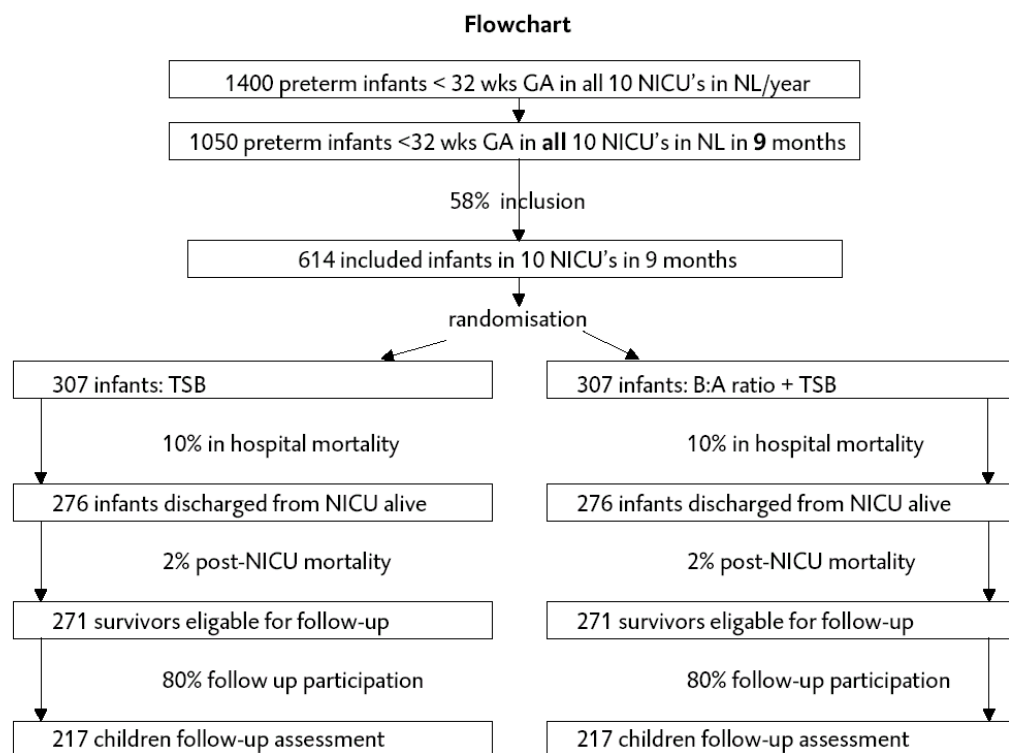 Flowchart
1400 preterm infants < 32 wks GA in all 10 NICU's in NL/year
1050 preterm infants <32 wks GA in all 10 NICU's in NL in 9 months
58% inclusion
614 included infants in 10 NICU's in 9 months
randomisation
307 infants: TSB
307 infants: B:A ratio + TSB
10% in hospital mortality
10% in hospital mortality
276 infants discharged from NICU alive
276 infants discharged from NICU alive
2% post-NICU mortality
2% post-NICU mortality
271 survivors eligable for follow-up
271 survivors eligable for follow-up
80% follow up participation
80% follow-up participation
217 children follow-up assessment
217 children follow-up assessment